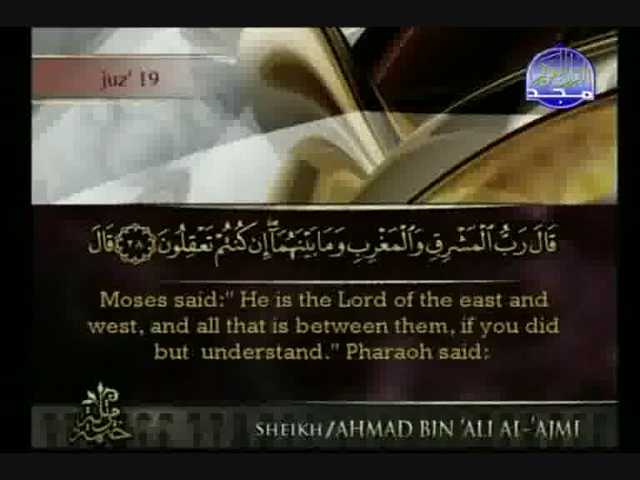 juz' 19
مجد
قَالَ رَبُّ الْمَشْرِقِ وَالْمَغْرِبِ وَمَا بَيْنَهُمَا إِن كُنتُمْ تَعْقِلُونَ ﴿٢٨﴾ قَالَ
Moses said:" He is the Lord of the east and
west, and all that is between them, if you did
but understand." Pharaoh said:
SHEIKH/AHMAD BIN 'ALI AL-'AJMI